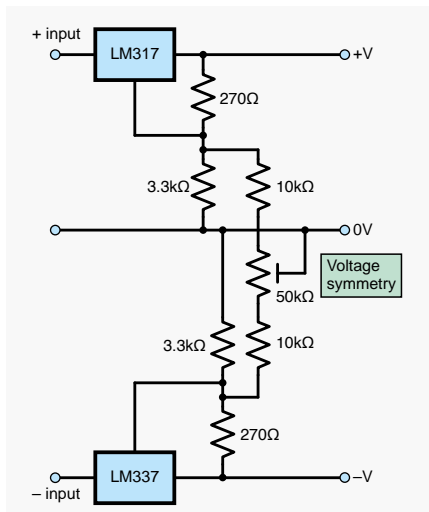 + input
LM317
+V
270Ω
3.3kΩ
10kΩ
0V
Voltage
symmetry
50kΩ
3.3kΩ
10kΩ
270Ω
LM337
– input
–V